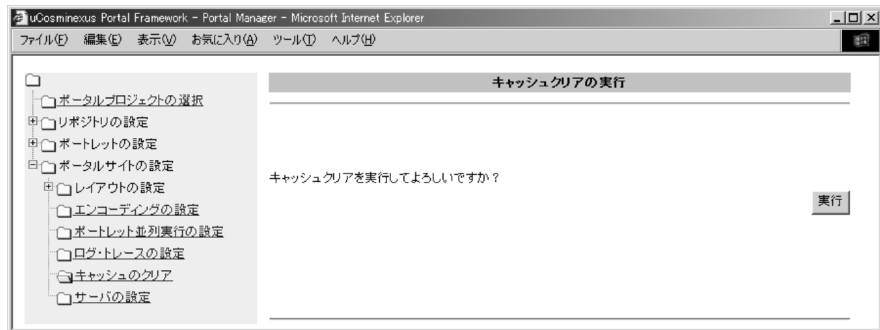 uCosminexus Portal Framework - Portal Manager - Microsoft Internet Explorer
ファイル(F) 編集(E) 表示(V) お気に入り(A) ツール(T) ヘルプ(H)
キャッシュクリアの実行
ポータルプロジェクトの選択
リポジトリの設定
ポートレットの設定
ポータルサイトの設定
レイアウトの設定
エンコーディングの設定
ポートレット並列実行の設定
ログ・トレースの設定
キャッシュのクリア
サーバの設定
キャッシュクリアを実行してよろしいですか？
実行